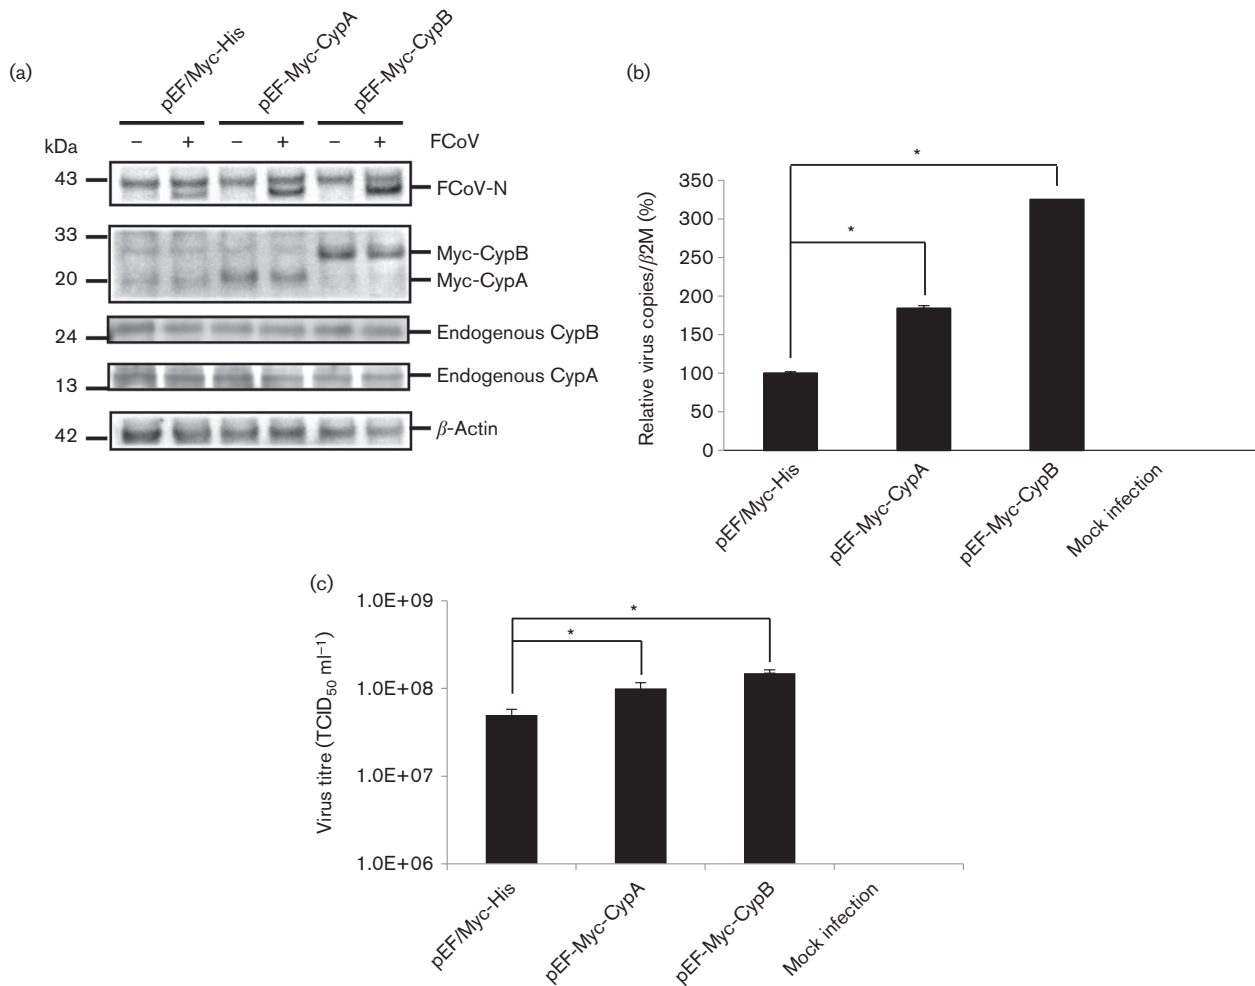 (a)
pEF/Myc-His
pEF-Myc-CypA
pEF-Myc-CypB
kDa
– + – + – + FCoV
43
FCoV-N
33
Myc-CypB
20
Myc-CypA
24
Endogenous CypB
13
Endogenous CypA
42
β-Actin
(b)
Relative virus copies/β2M (%)
350
300
250
200
150
100
50
0
*
*
pEF/Myc-His
pEF-Myc-CypA
pEF-Myc-CypB
Mock infection
(c)
Virus titre (TCID₅₀ ml⁻¹)
1.0E+09
1.0E+08
1.0E+07
1.0E+06
*
*
pEF/Myc-His
pEF-Myc-CypA
pEF-Myc-CypB
Mock infection